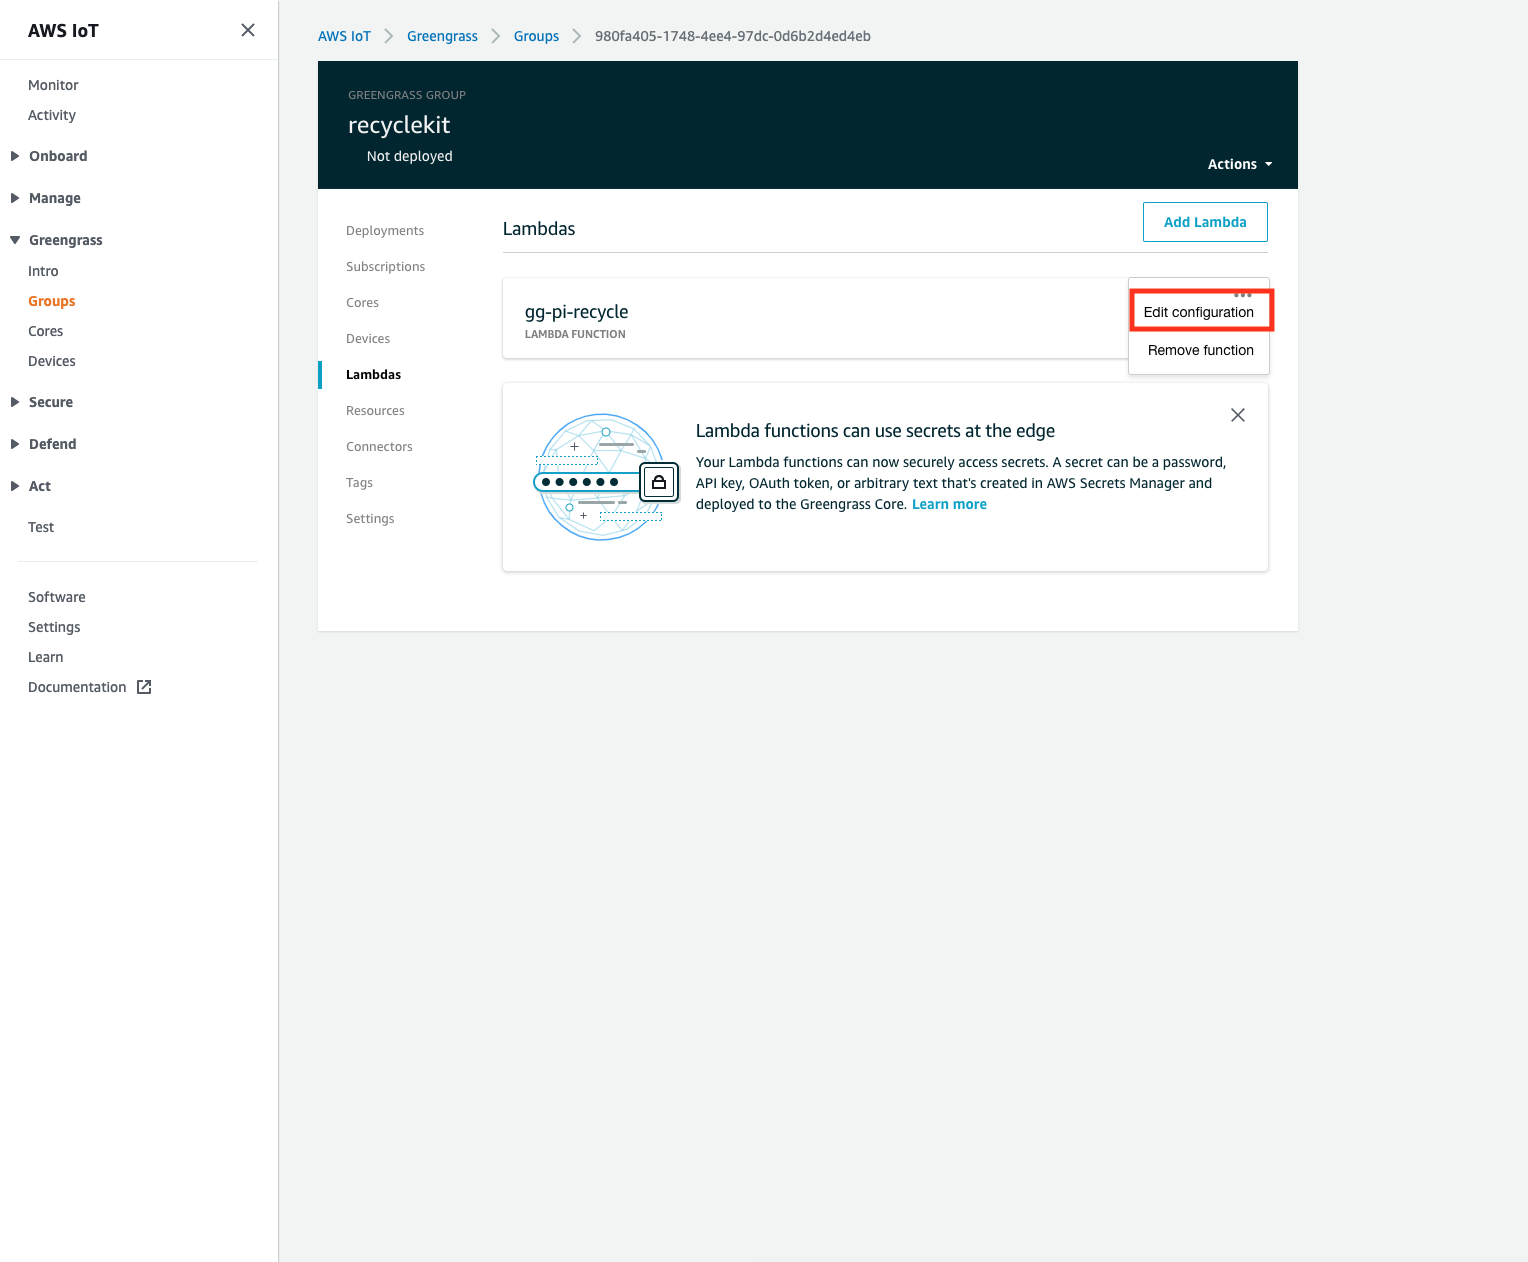 AWS IoT
Monitor
Activity
Onboard
Manage
Greengrass
Intro
Groups
Cores
Devices
Secure
Defend
Act
Test
Software
Settings
Learn
Documentation
AWS IoT Greengrass Groups 980fa405-1748-4ee4-97dc-0d6b2d4ed4eb
GREENGRASS GROUP
recyclekit
Not deployed
Actions
Deployments
Subscriptions
Cores
Devices
Lambdas
Resources
Connectors
Tags
Settings
Lambdas
Add Lambda
gg-pi-recycle
LAMBDA FUNCTION
Edit configuration
Remove function
Lambda functions can use secrets at the edge
Your Lambda functions can now securely access secrets. A secret can be a password,
API key, OAuth token, or arbitrary text that's created in AWS Secrets Manager and
deployed to the Greengrass Core. Learn more